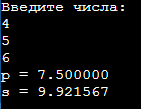 Введите числа:
4
5
6
p = 7.500000
s = 9.921567